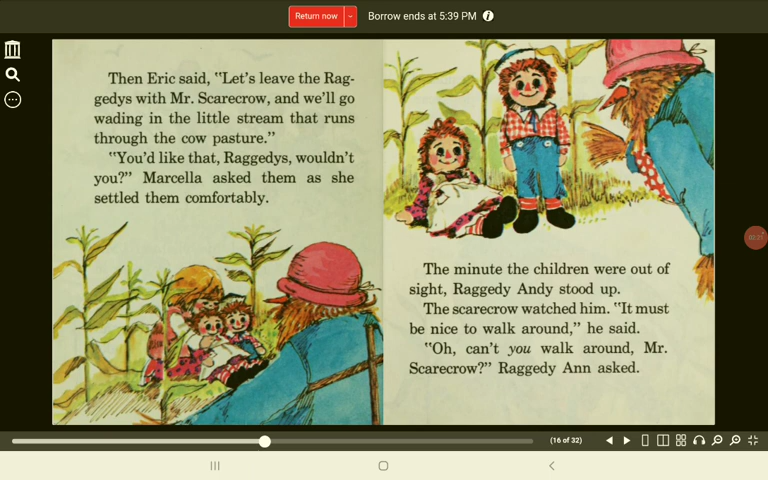 Return now
Borrow ends at 5:39 PM i
Then Eric said, "Let's leave the Rag-
gedys with Mr. Scarecrow, and we'll go
wading in the little stream that runs
through the cow pasture."
"You'd like that, Raggedys, wouldn't
you?" Marcella asked them as she
settled them comfortably.
The minute the children were out of
sight, Raggedy Andy stood up.
The scarecrow watched him. "It must
be nice to walk around," he said.
"Oh, can't you walk around, Mr.
Scarecrow?" Raggedy Ann asked.
02:21
(16 of 32)